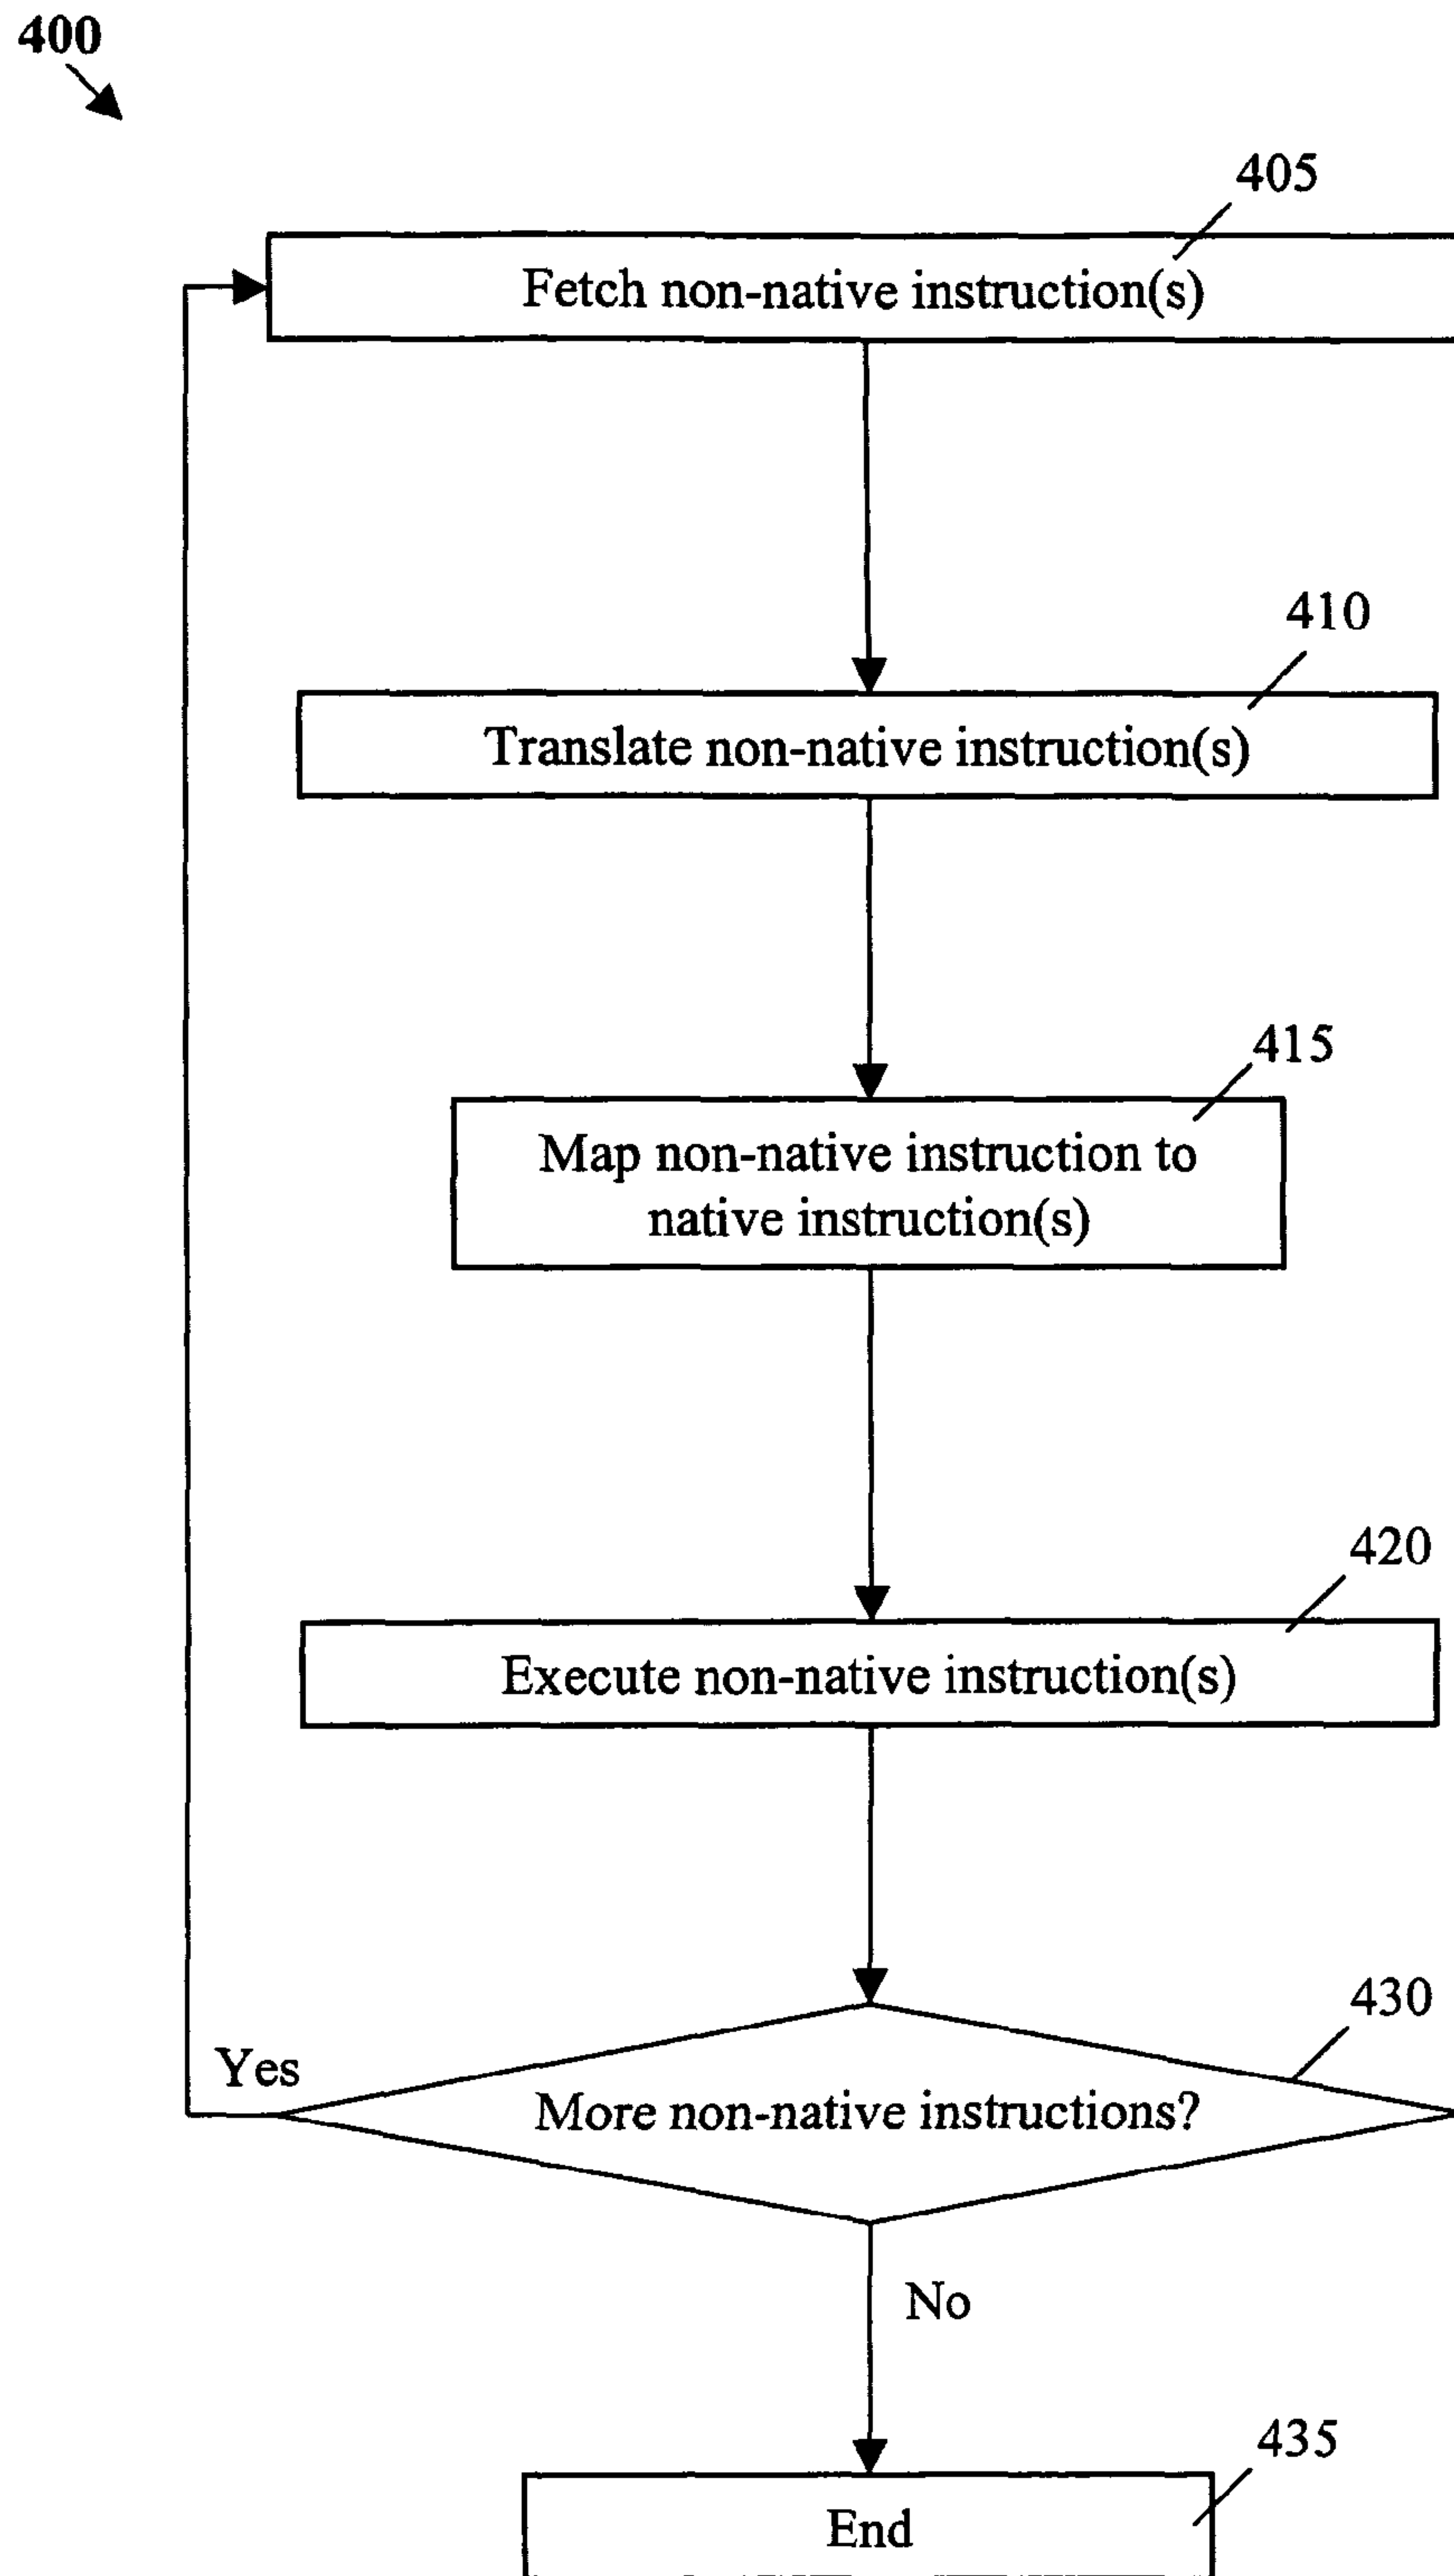 400
405
Fetch non-native instruction(s)
410
Translate non-native instruction(s)
415
Map non-native instruction to
native instruction(s)
420
Execute non-native instruction(s)
430
Yes
More non-native instructions?
No
435
End